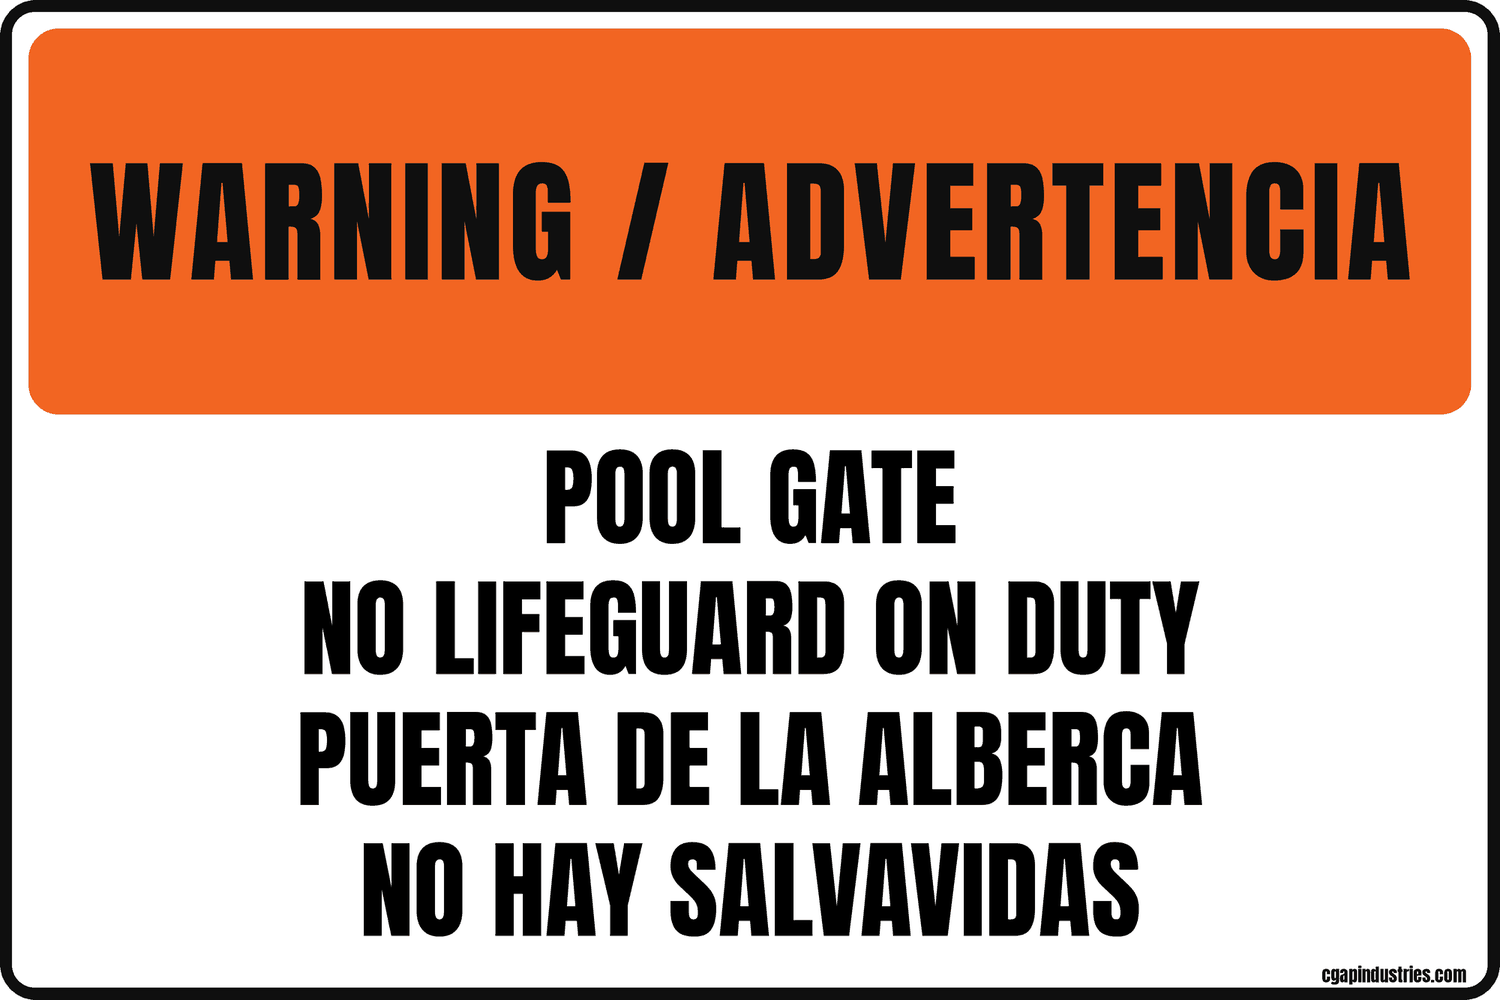 WARNING / ADVERTENCIA
POOL GATE
NO LIFEGUARD ON DUTY
PUERTA DE LA ALBERCA
NO HAY SALVAVIDAS
cgapindustries.com